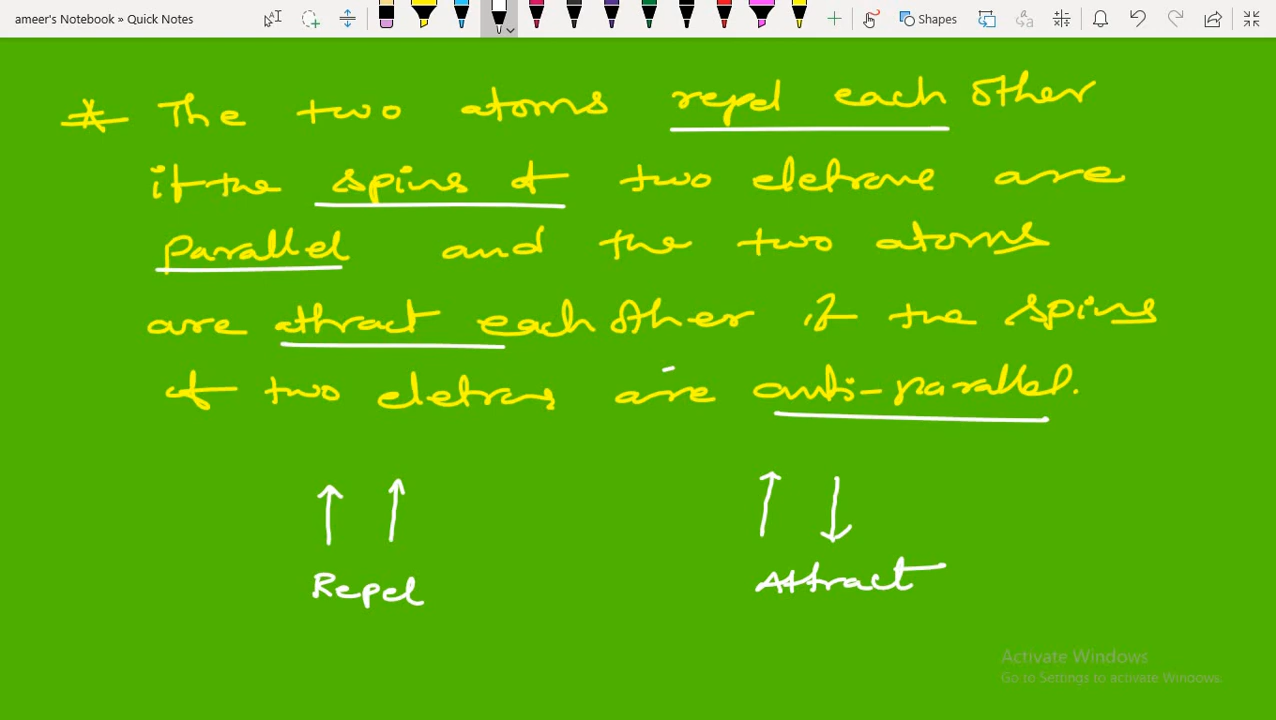 ameer's Notebook » Quick Notes
Shapes
* The two atoms repel each other
if the spins of two eletrons are
parallel and the two atoms
are attract each other if the spins
of two eletrons are anti-parallel.
↑ ↑ ↑ ↓
Repel Attract
Activate Windows
Go to Settings to activate Windows.